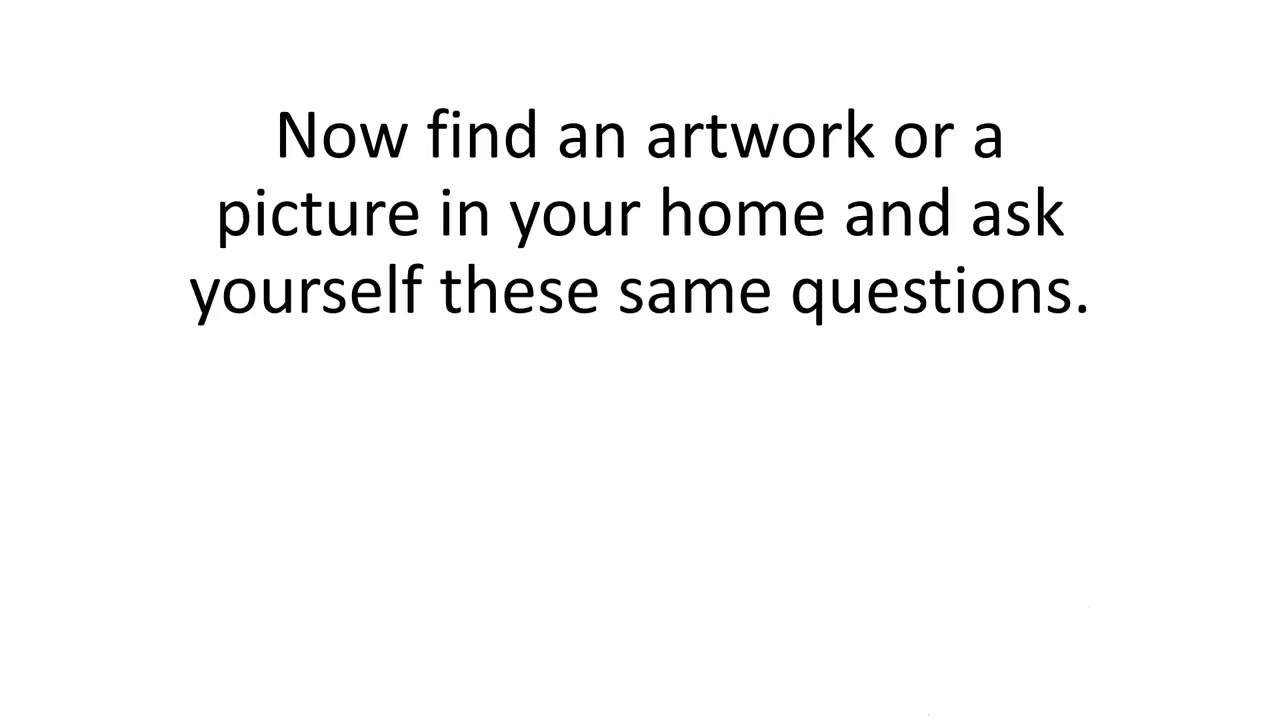 Now find an artwork or a
picture in your home and ask
yourself these same questions.